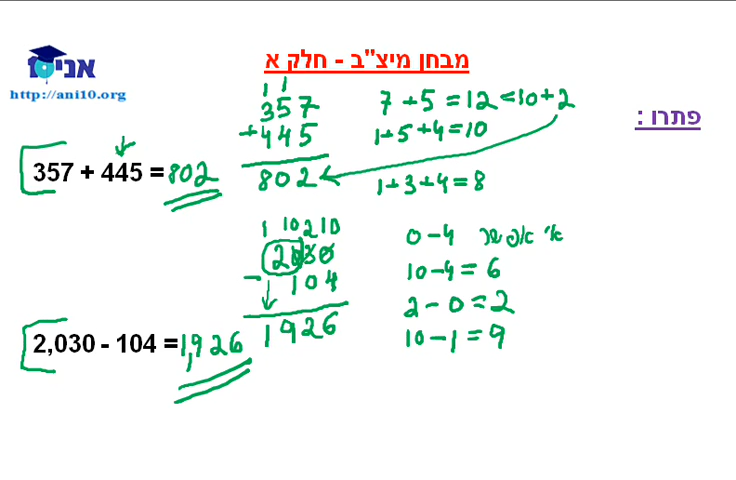 מבחן מיצ"ב - חלק א
אני10
http://ani10.org
פתרו :
357 + 445 = 802
1 1
357
+445
802
7 + 5 = 12 < 10 + 2
1 + 5 + 4 = 10
1 + 3 + 4 = 8
2,030 - 104 = 1,926
1 10 2 10
2030
- 104
1926
0 - 4 אי אפשר
10 - 4 = 6
2 - 0 = 2
10 - 1 = 9